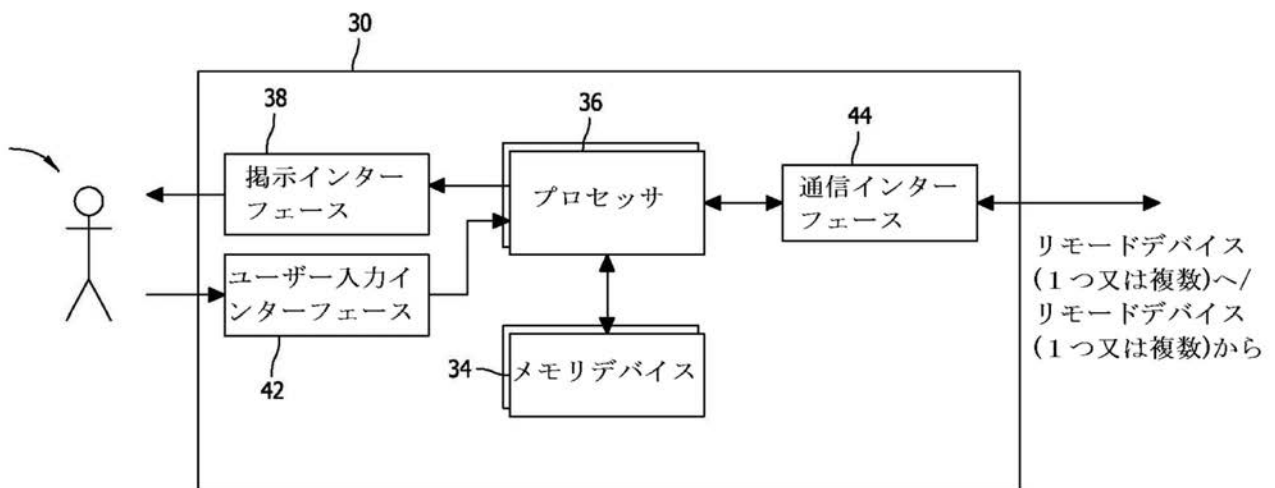 30
38
掲示インター
フェース
36
プロセッサ
44
通信インター
フェース
ユーザー入力イ
ンターフェース
42
34
メモリデバイス
リモードデバイス
(1つ又は複数)へ/
リモードデバイス
(1つ又は複数)から